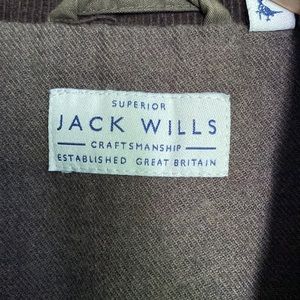 SUPERIOR
JACK WILLS
CRAFTSMANSHIP
ESTABLISHED GREAT BRITAIN